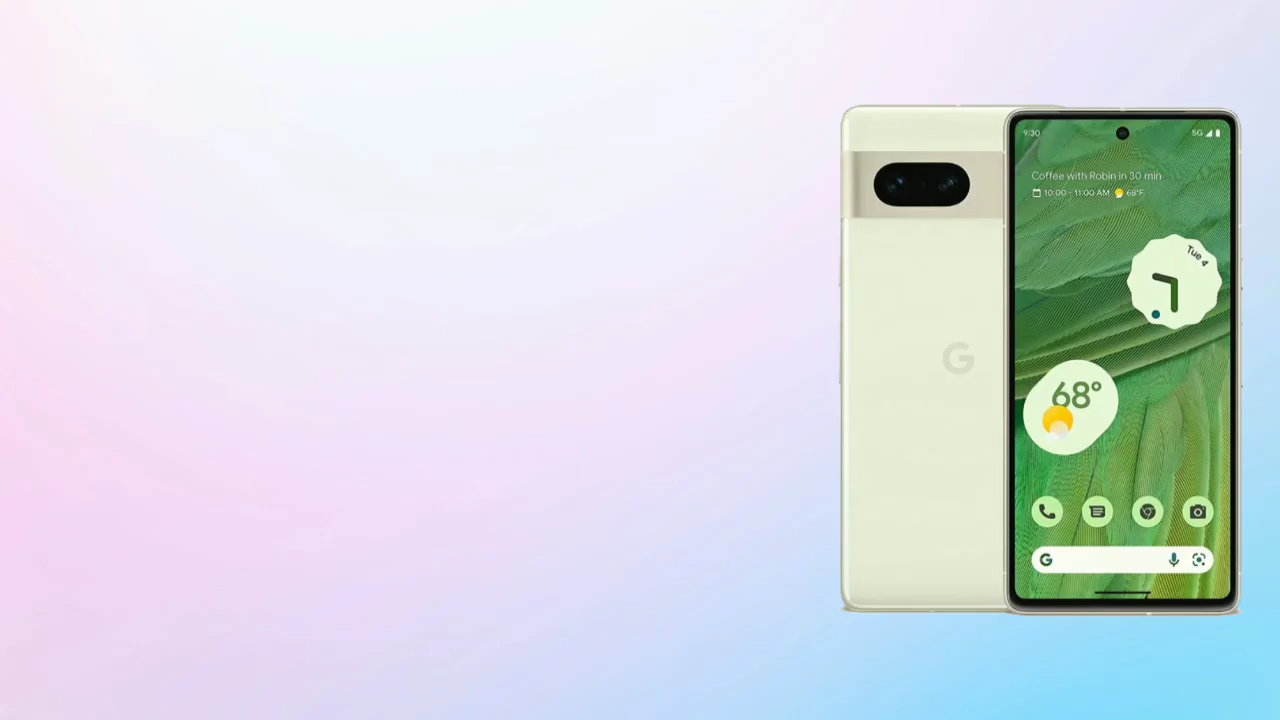 9:30
5G
Coffee with Robin in 30 min
10:00 - 11:00 AM 68°F
Tue 4
68°
G
G